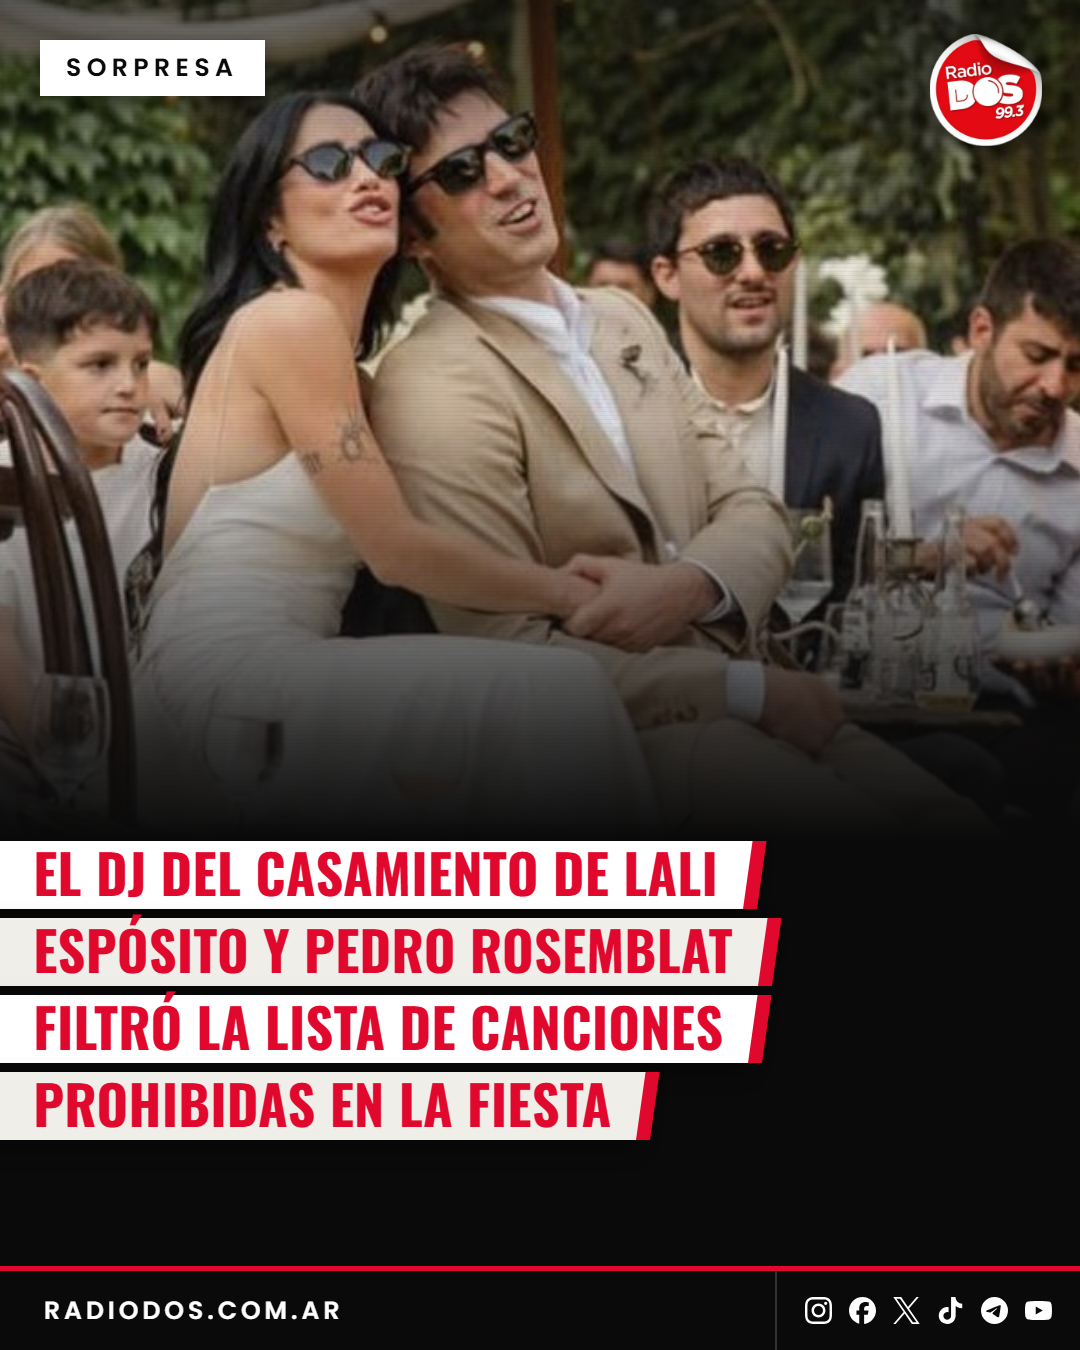 SORPRESA
Radio
DOS
99.3
EL DJ DEL CASAMIENTO DE LALI
ESPÓSITO Y PEDRO ROSEMBLAT
FILTRÓ LA LISTA DE CANCIONES
PROHIBIDAS EN LA FIESTA
RADIODOS.COM.AR